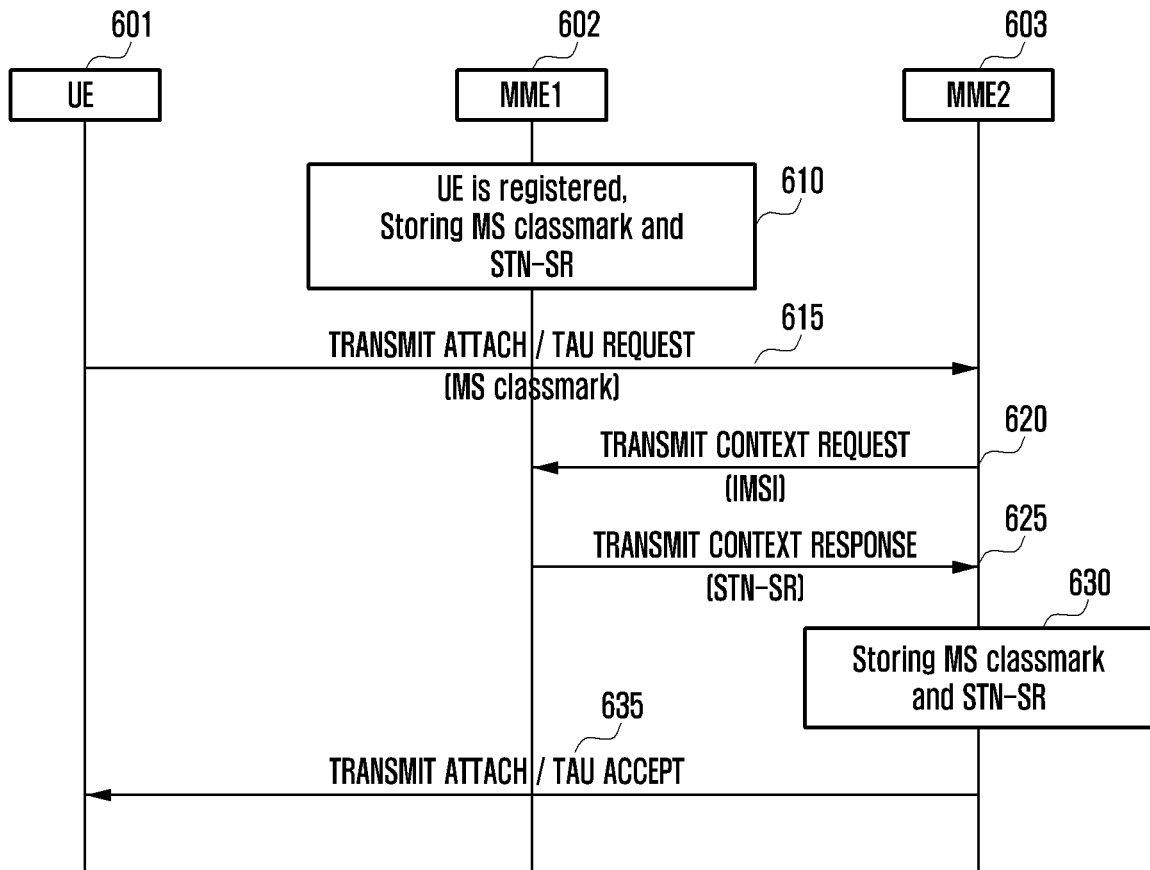 601
602
603
UE
MME1
MME2
610
UE is registered,
Storing MS classmark and
STN-SR
615
TRANSMIT ATTACH / TAU REQUEST
(MS classmark)
620
TRANSMIT CONTEXT REQUEST
(IMSI)
625
TRANSMIT CONTEXT RESPONSE
(STN-SR)
630
Storing MS classmark
and STN-SR
635
TRANSMIT ATTACH / TAU ACCEPT